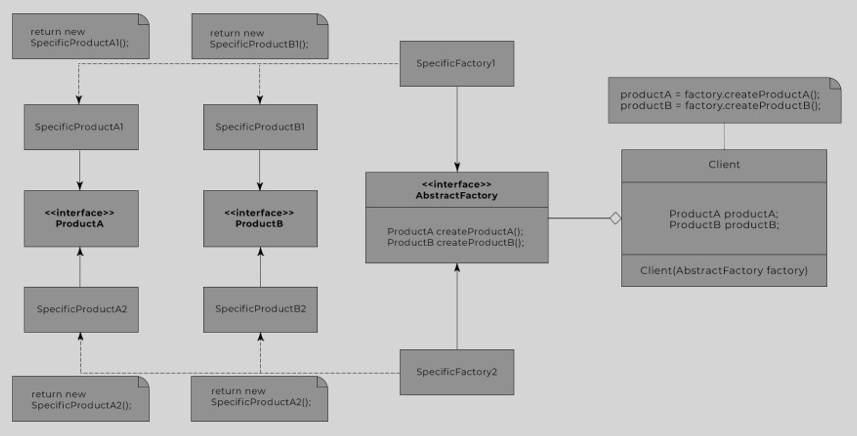 return new
SpecificProductA1();
return new
SpecificProductB1();
SpecificFactory1
productA = factory.createProductA();
productB = factory.createProductB();
SpecificProductA1
SpecificProductB1
Client
<<interface>>
AbstractFactory
<<interface>>
ProductA
<<interface>>
ProductB
ProductA productA;
ProductB productB;
ProductA createProductA();
ProductB createProductB();
Client(AbstractFactory factory)
SpecificProductA2
SpecificProductB2
SpecificFactory2
return new
SpecificProductA2();
return new
SpecificProductA2();